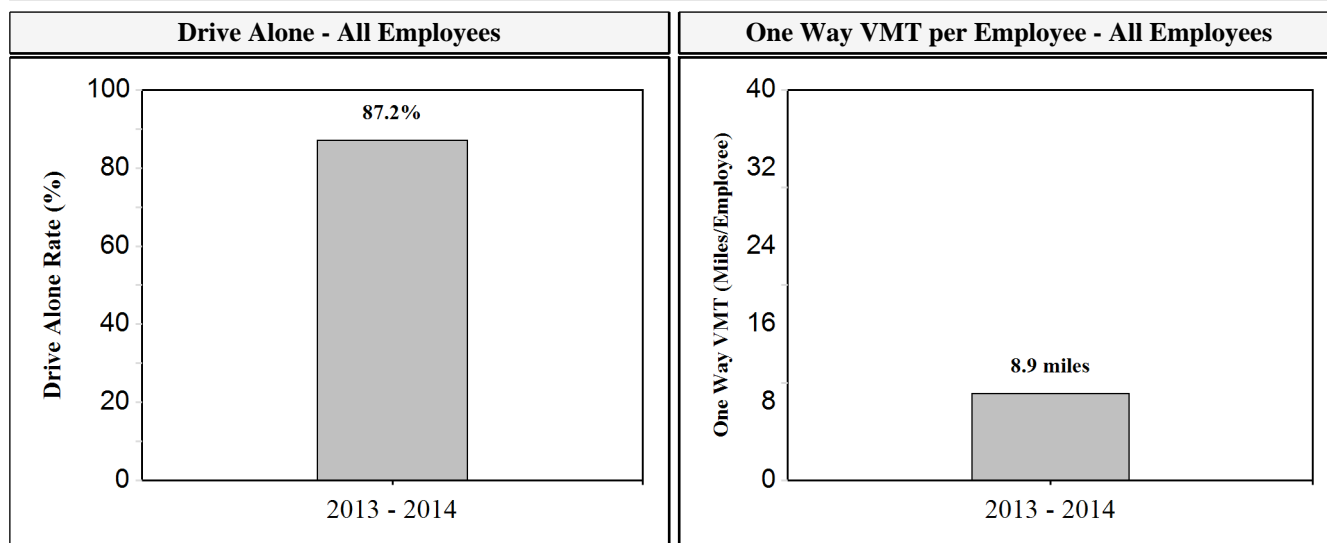 Drive Alone - All Employees
Drive Alone Rate (%)
100
80
60
40
20
0
87.2%
2013 - 2014
One Way VMT per Employee - All Employees
One Way VMT (Miles/Employee)
40
32
24
16
8
0
8.9 miles
2013 - 2014